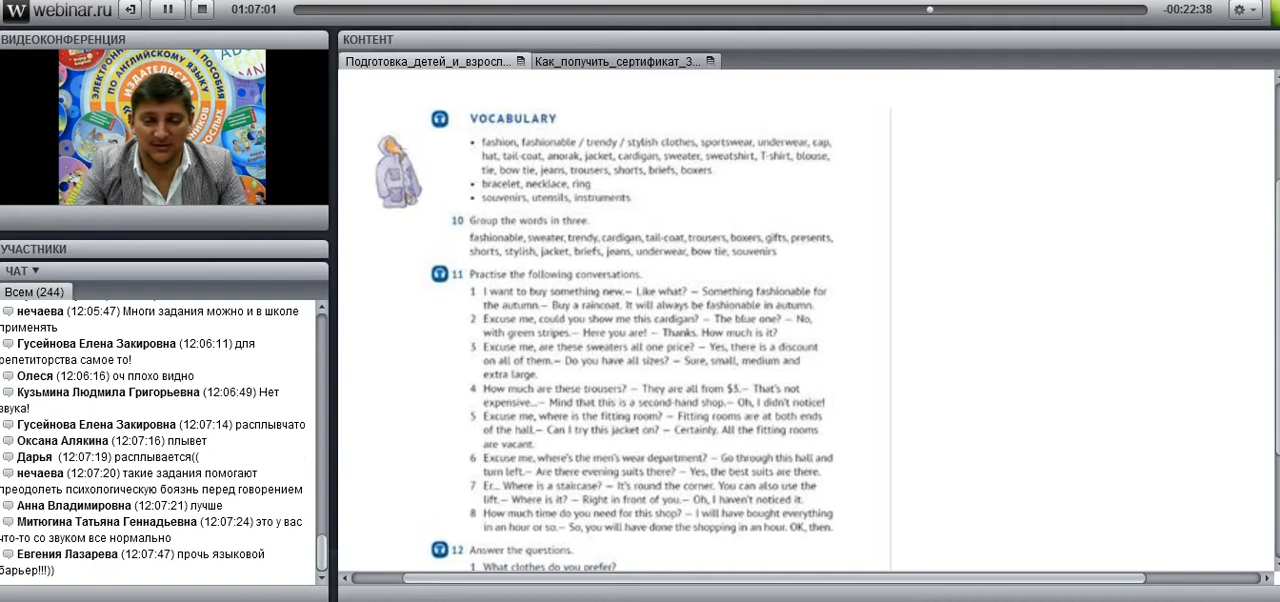 webinar.ru
01:07:01
-00:22:38
ВИДЕОКОНФЕРЕНЦИЯ
ЭЛЕКТРОННЫЕ ПОСОБИЯ
ПО АНГЛИЙСКОМУ ЯЗЫКУ
ИЗДАТЕЛЬСТВО
УЧАСТНИКИ
ЧАТ ▼
Всем (244)
нечаева (12:05:47) Многи задания можно и в школе
применять
Гусейнова Елена Закировна (12:06:11) для
репетиторства самое то!
Олеся (12:06:16) оч плохо видно
Кузьмина Людмила Григорьевна (12:06:49) Нет
звука!
Гусейнова Елена Закировна (12:07:14) расплывчато
Оксана Алякина (12:07:16) плывет
Дарья (12:07:19) расплывается((
нечаева (12:07:20) такие задания помогают
преодолеть психологическую боязнь перед говорением
Анна Владимировна (12:07:21) лучше
Митюгина Татьяна Геннадьевна (12:07:24) это у вас
что-то со звуком все нормально
Евгения Лазарева (12:07:47) прочь языковой
барьер!!!))
КОНТЕНТ
Подготовка_детей_и_взросл...
Как_получить_сертификат_З...
VOCABULARY
• fashion, fashionable / trendy / stylish clothes, sportswear, underwear, cap,
hat, tail-coat, anorak, jacket, cardigan, sweater, sweatshirt, T-shirt, blouse,
tie, bow tie, jeans, trousers, shorts, briefs, boxers
• bracelet, necklace, ring
• souvenirs, utensils, instruments
10 Group the words in three.
fashionable, sweater, trendy, cardigan, tail-coat, trousers, boxers, gifts, presents,
shorts, stylish, jacket, briefs, jeans, underwear, bow tie, souvenirs
11 Practise the following conversations.
1 I want to buy something new.– Like what? – Something fashionable for
the autumn.– Buy a raincoat. It will always be fashionable in autumn.
2 Excuse me, could you show me this cardigan? – The blue one? – No,
with green stripes.– Here you are! – Thanks. How much is it?
3 Excuse me, are these sweaters all one price? – Yes, there is a discount
on all of them.– Do you have all sizes? – Sure, small, medium and
extra large.
4 How much are these trousers? – They are all from $3.– That's not
expensive...– Mind that this is a second-hand shop.– Oh, I didn't notice!
5 Excuse me, where is the fitting room? – Fitting rooms are at both ends
of the hall.– Can I try this jacket on? – Certainly. All the fitting rooms
are vacant.
6 Excuse me, where's the men's wear department? – Go through this hall and
turn left.– Are there evening suits there? – Yes, the best suits are there.
7 Er... Where is a staircase? – It's round the corner. You can also use the
lift.– Where is it? – Right in front of you.– Oh, I haven't noticed it.
8 How much time do you need for this shop? – I will have bought everything
in an hour or so.– So, you will have done the shopping in an hour. OK, then.
12 Answer the questions.
1 What clothes do you prefer?